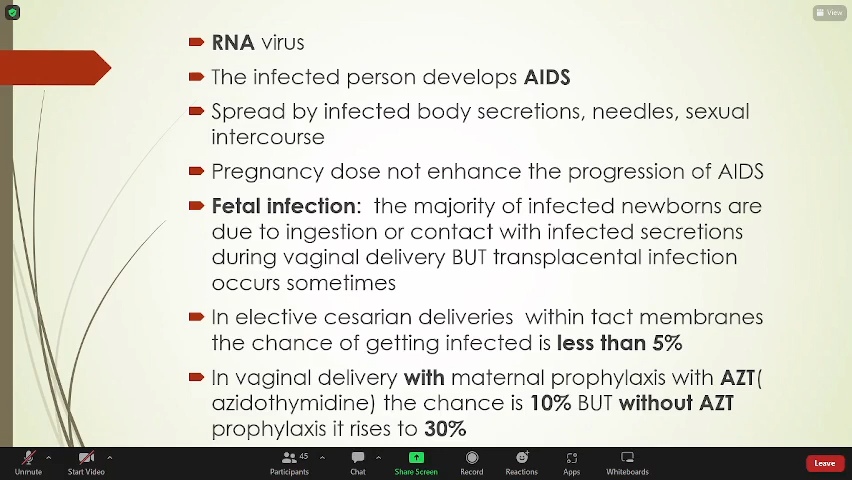 View
RNA virus
The infected person develops AIDS
Spread by infected body secretions, needles, sexual
intercourse
Pregnancy dose not enhance the progression of AIDS
Fetal infection: the majority of infected newborns are
due to ingestion or contact with infected secretions
during vaginal delivery BUT transplacental infection
occurs sometimes
In elective cesarian deliveries within tact membranes
the chance of getting infected is less than 5%
In vaginal delivery with maternal prophylaxis with AZT(
azidothymidine) the chance is 10% BUT without AZT
prophylaxis it rises to 30%
45
Unmute Start Video Participants Chat Share Screen Record Reactions Apps Whiteboards Leave